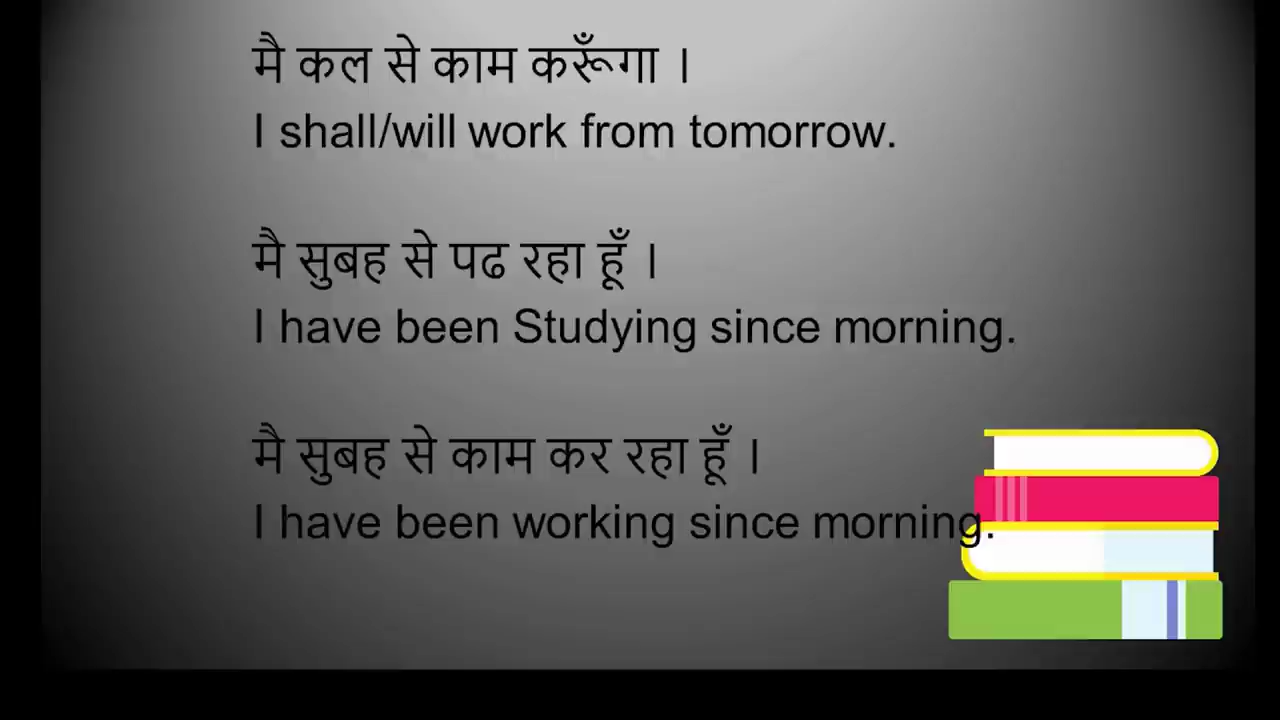 मै कल से काम करूँगा ।
I shall/will work from tomorrow.
मै सुबह से पढ रहा हूँ ।
I have been Studying since morning.
मै सुबह से काम कर रहा हूँ ।
I have been working since morning.